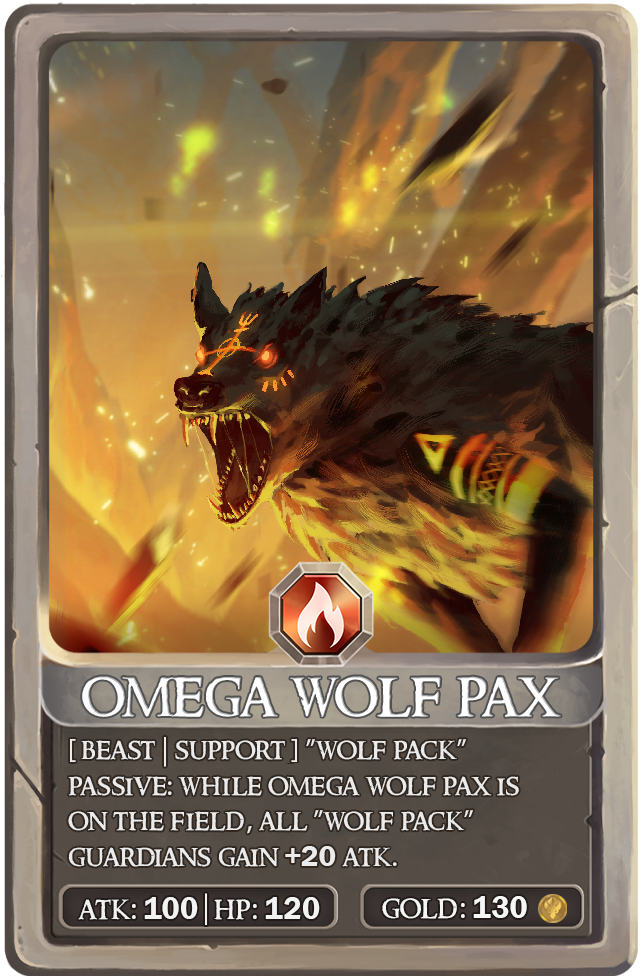 OMEGA WOLF PAX
[ BEAST | SUPPORT ] "WOLF PACK"
PASSIVE: WHILE OMEGA WOLF PAX IS
ON THE FIELD, ALL "WOLF PACK"
GUARDIANS GAIN +20 ATK.
ATK: 100 | HP: 120 GOLD: 130